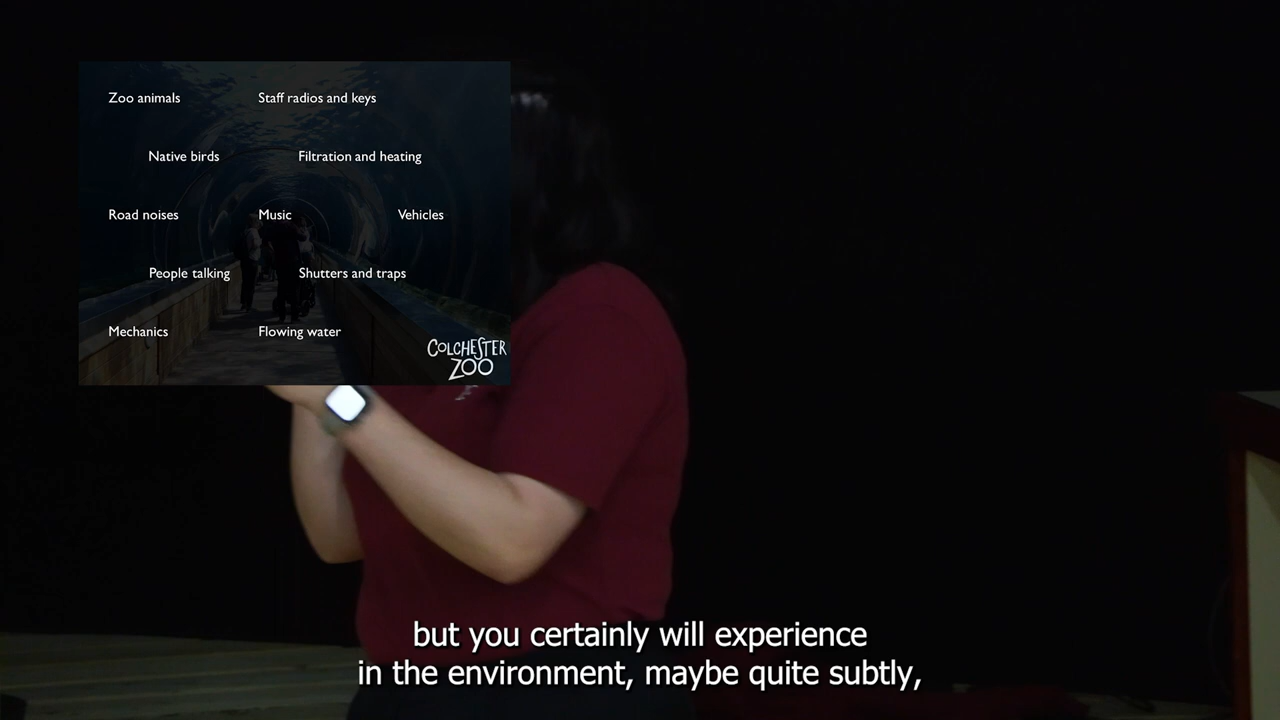 Zoo animals
Staff radios and keys
Native birds
Filtration and heating
Road noises
Music
Vehicles
People talking
Shutters and traps
Mechanics
Flowing water
COLCHESTER
ZOO
but you certainly will experience
in the environment, maybe quite subtly,